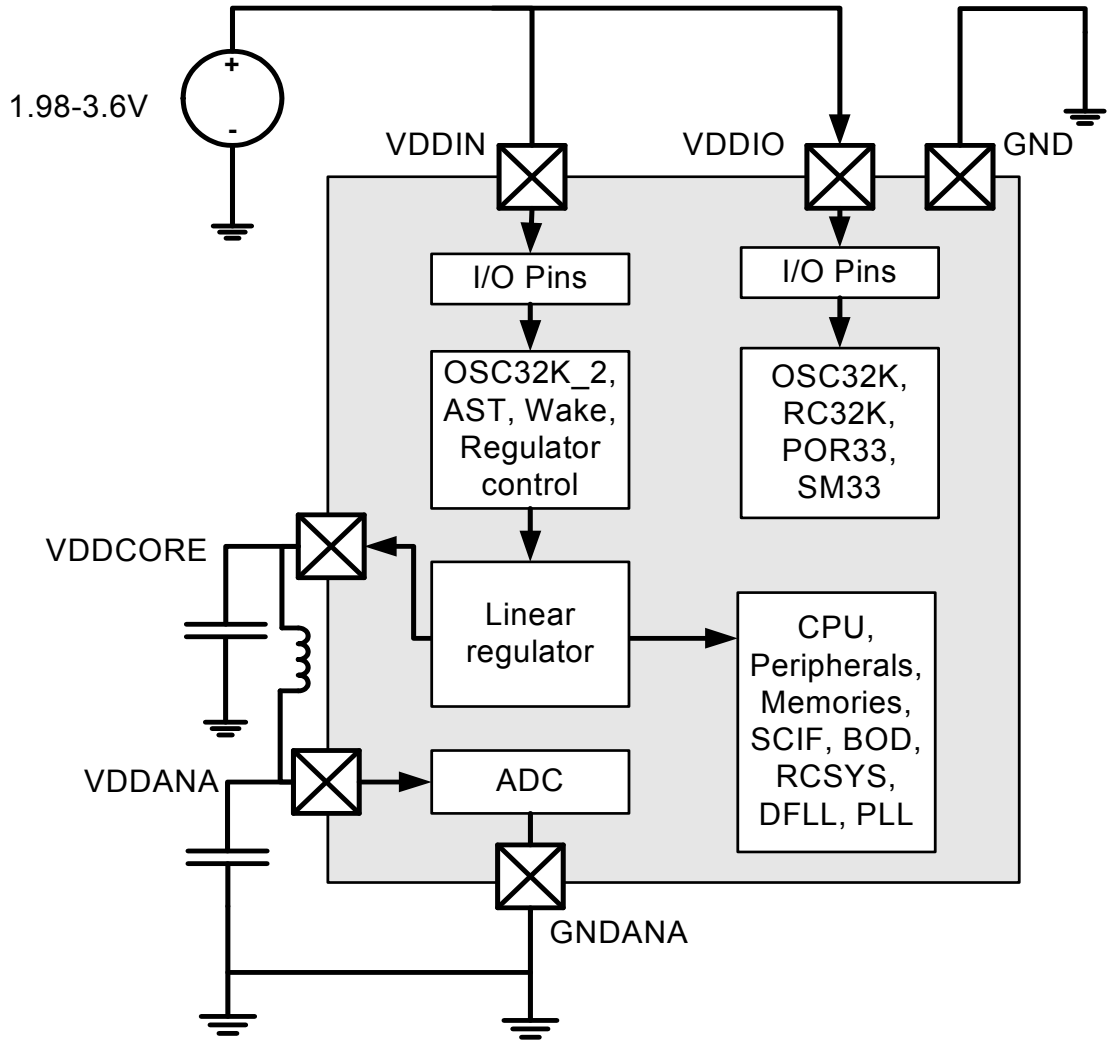 +
1.98-3.6V
-
VDDIN
VDDIO
GND
I/O Pins
I/O Pins
OSC32K_2,
AST, Wake,
Regulator
control
OSC32K,
RC32K,
POR33,
SM33
VDDCORE
Linear
regulator
CPU,
Peripherals,
Memories,
SCIF, BOD,
RCSYS,
DFLL, PLL
VDDANA
ADC
GNDANA